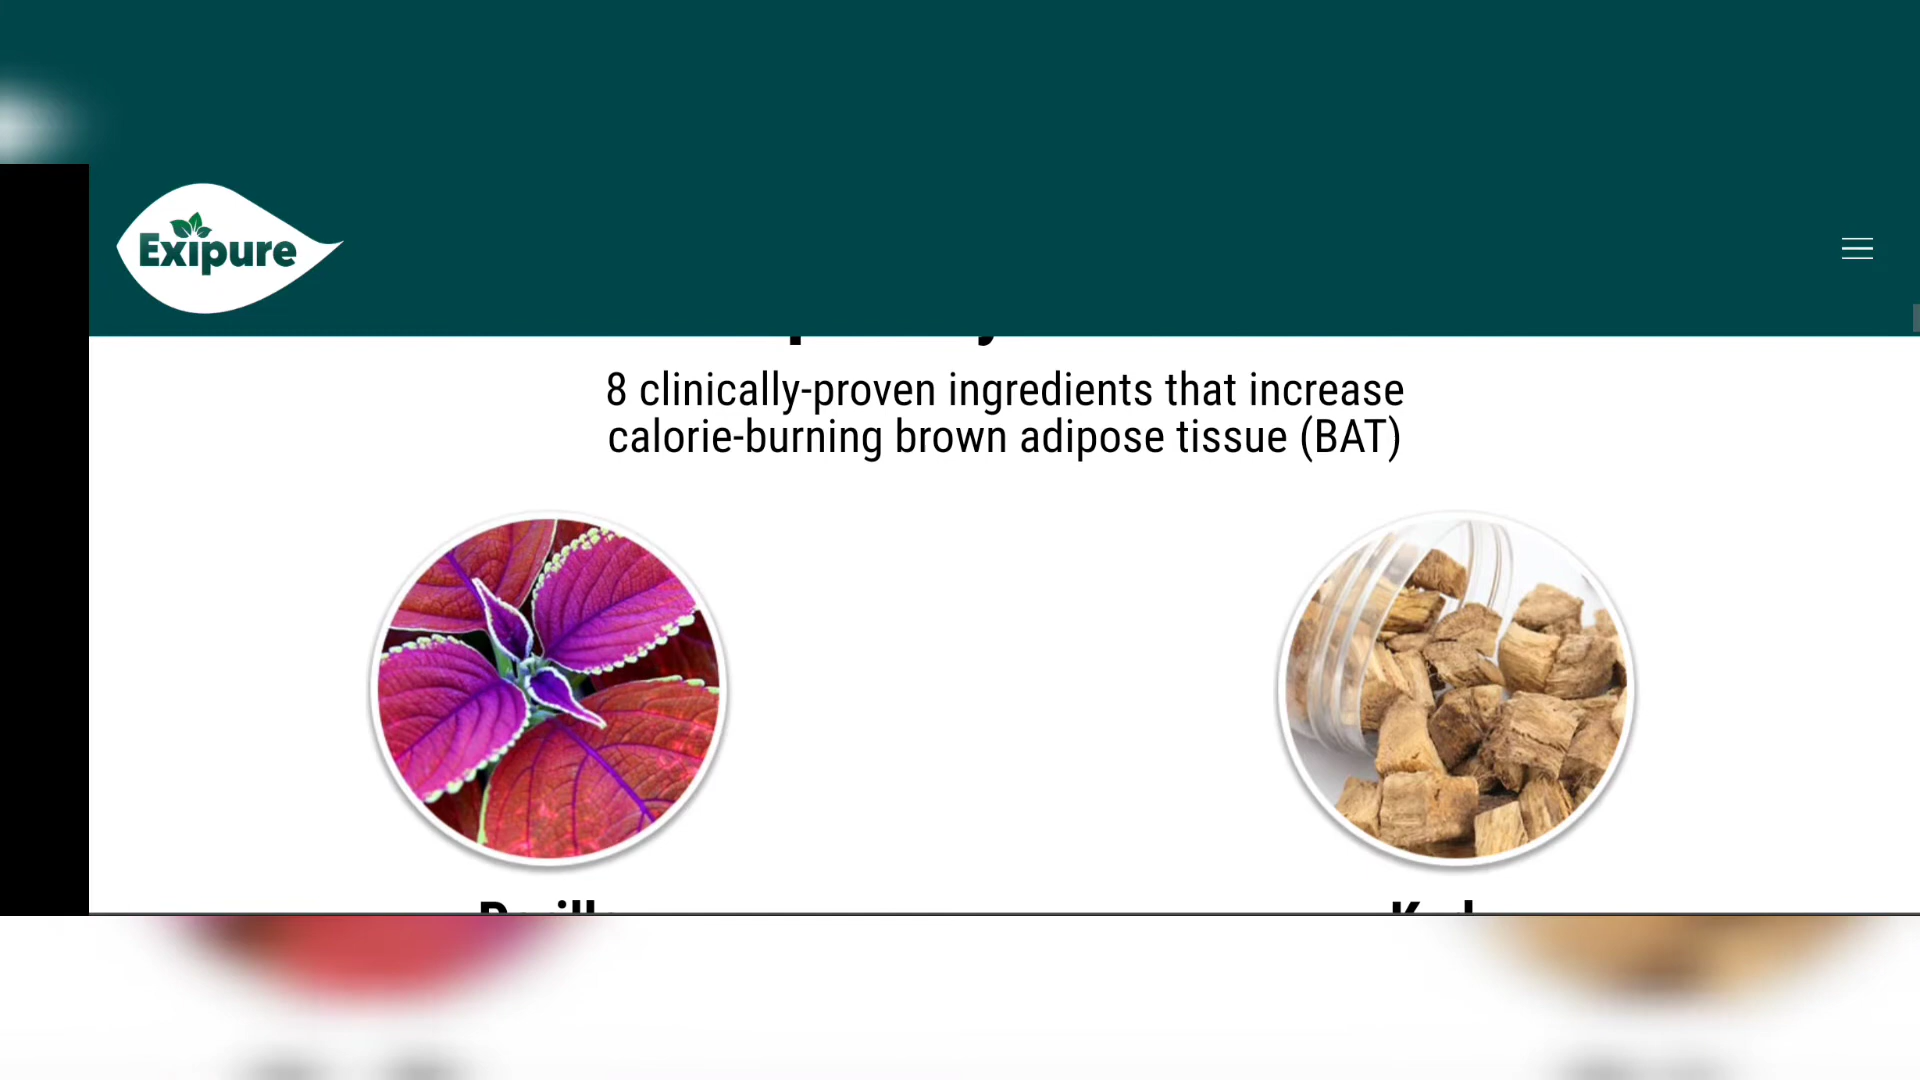 Exipure
8 clinically-proven ingredients that increase
calorie-burning brown adipose tissue (BAT)